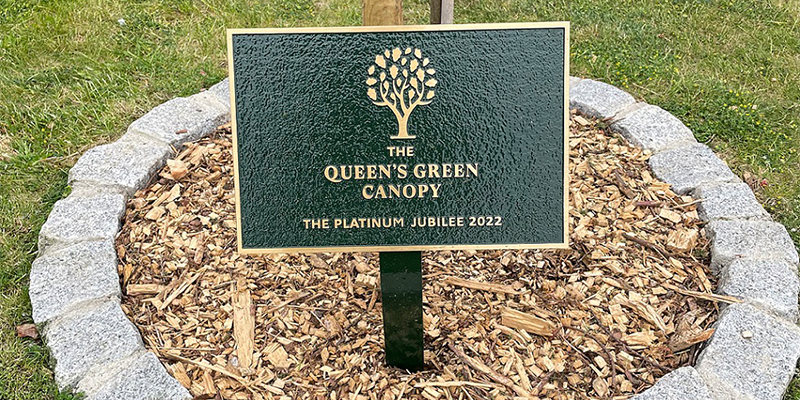 THE
QUEEN'S GREEN
CANOPY
THE PLATINUM JUBILEE 2022